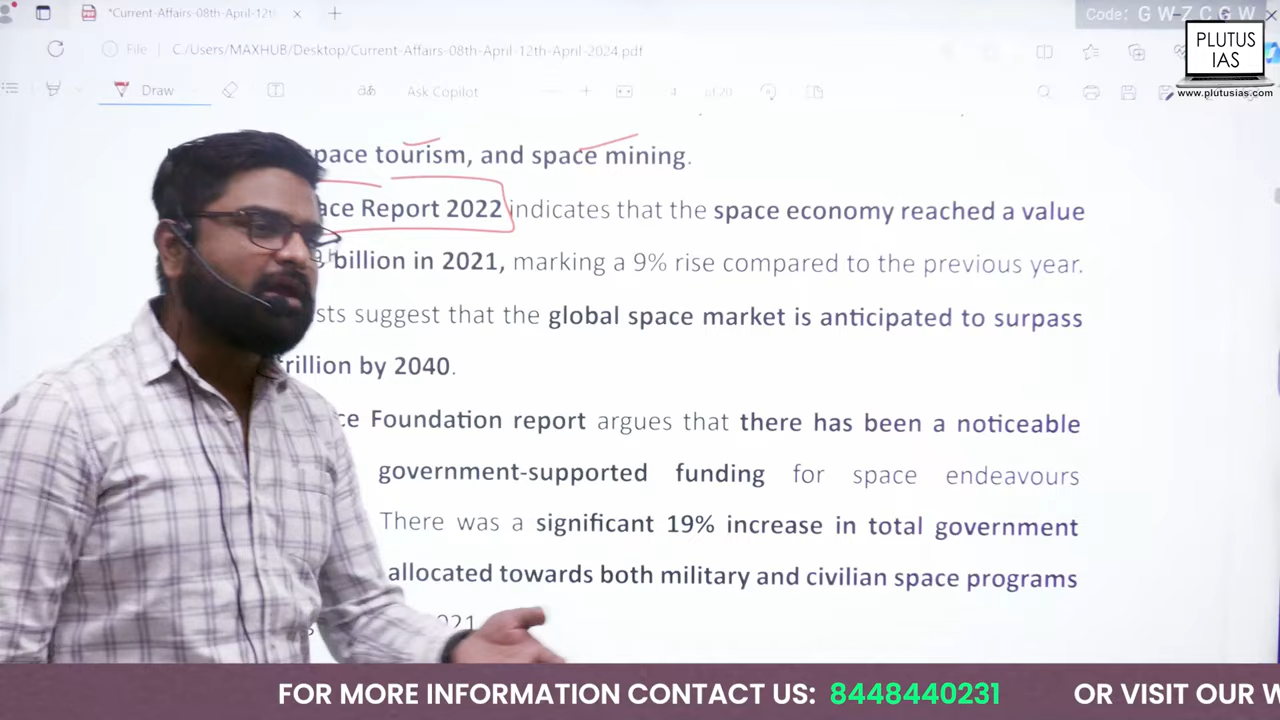 *Current-Affairs-08th-April-12th
Code: G W Z C G W
File
C:/Users/MAXHUB/Desktop/Current-Affairs-08th-April-12th-April-2024.pdf
PLUTUS
IAS
www.plutusias.com
Draw
Ask Copilot
4
of 20
space tourism, and space mining.
Report 2022 indicates that the space economy reached a value
billion in 2021, marking a 9% rise compared to the previous year.
suggest that the global space market is anticipated to surpass
by 2040.
Foundation report argues that there has been a noticeable
government-supported funding for space endeavours
There was a significant 19% increase in total government
allocated towards both military and civilian space programs
FOR MORE INFORMATION CONTACT US: 8448440231
OR VISIT OUR W